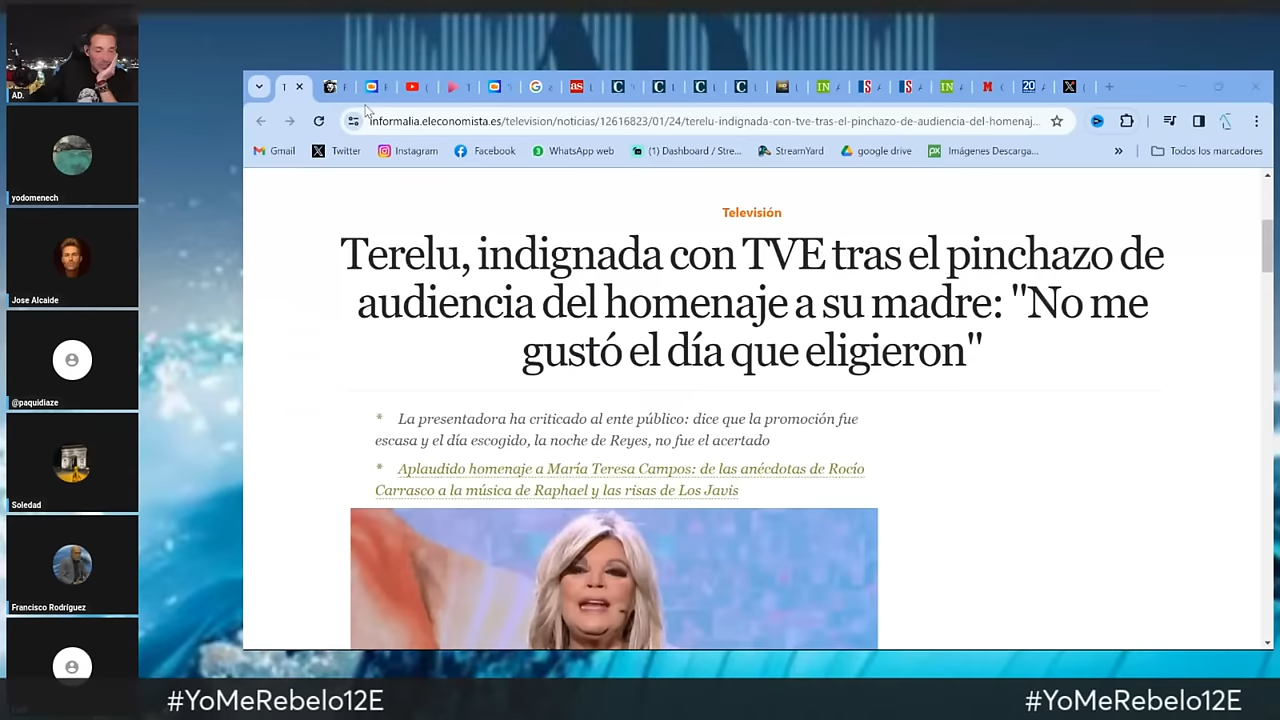 AD.
yodomenech
Jose Alcaide
@paquidiaze
Soledad
Francisco Rodríguez
informalia.eleconomista.es/television/noticias/12616823/01/24/terelu-indignada-con-tve-tras-el-pinchazo-de-audiencia-del-homenaj...
Gmail Twitter Instagram Facebook WhatsApp web (1) Dashboard / Stre... StreamYard google drive Imágenes Descarga... » Todos los marcadores
Televisión
Terelu, indignada con TVE tras el pinchazo de
audiencia del homenaje a su madre: "No me
gustó el día que eligieron"
* La presentadora ha criticado al ente público: dice que la promoción fue
escasa y el día escogido, la noche de Reyes, no fue el acertado
* Aplaudido homenaje a María Teresa Campos: de las anécdotas de Rocío
Carrasco a la música de Raphael y las risas de Los Javis
#YoMeRebelo12E #YoMeRebelo12E